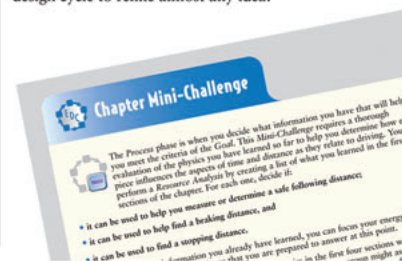 design cycle to refine almost any idea.
EDC
Chapter Mini-Challenge
The Process phase is when you decide what information you have that will help
you meet the criteria of the Goal. This Mini-Challenge requires a thorough
evaluation of the physics you have learned so far to help you determine how e
piece influences the aspects of time and distance as they relate to driving. You
perform a Resource Analysis by creating a list of what you learned in the first
sections of the chapter. For each one, decide if:
• it can be used to help you measure or determine a safe following distance;
• it can be used to help find a braking distance, and
• it can be used to find a stopping distance.
formation you already have learned, you can focus your energy
that you are prepared to answer at this point.
in the first four sections
group might